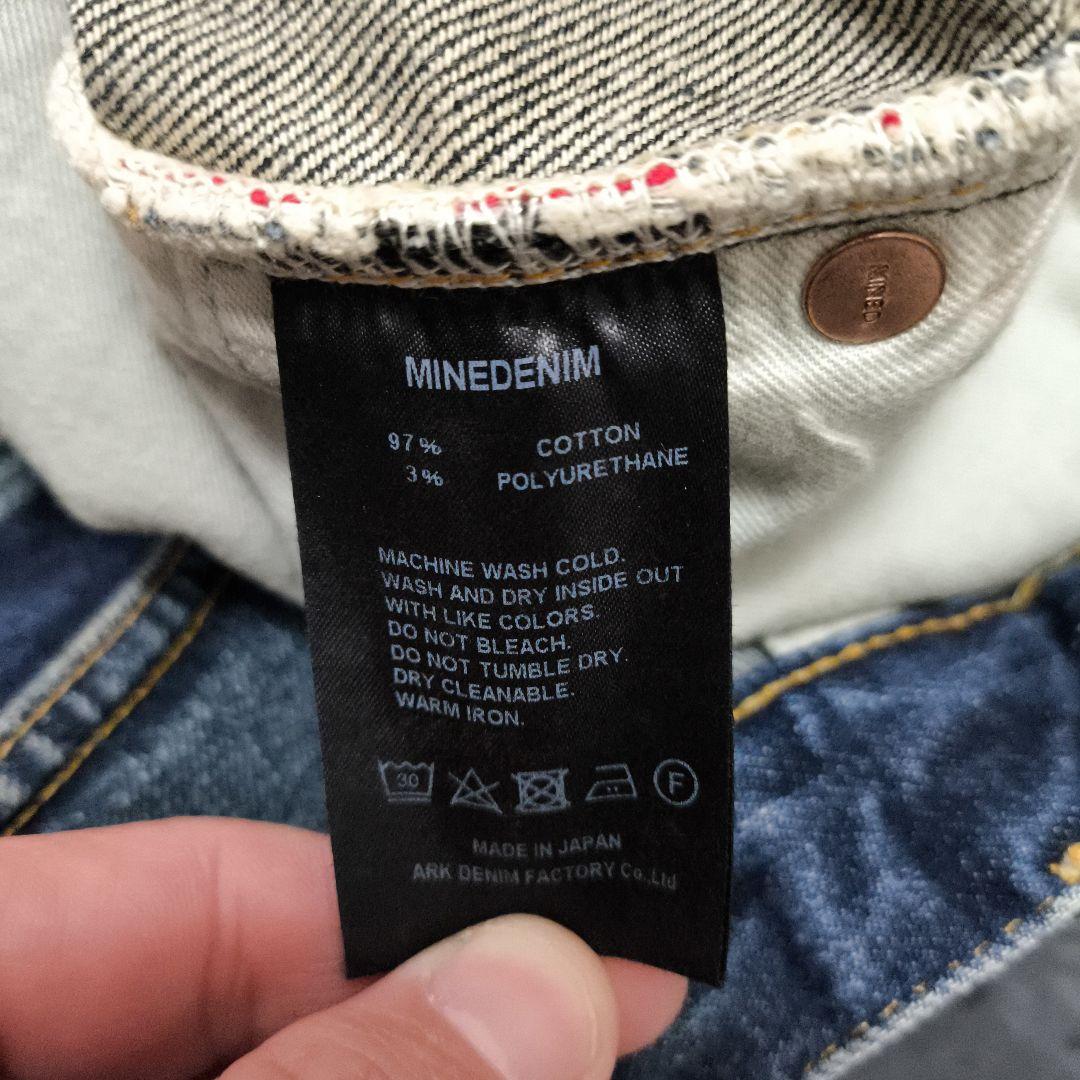 MINBD
MINEDENIM
97% COTTON
3% POLYURETHANE
MACHINE WASH COLD.
WASH AND DRY INSIDE OUT
WITH LIKE COLORS.
DO NOT BLEACH.
DO NOT TUMBLE DRY.
DRY CLEANABLE.
WARM IRON.
30 F
MADE IN JAPAN
ARK DENIM FACTORY Co.,Ltd